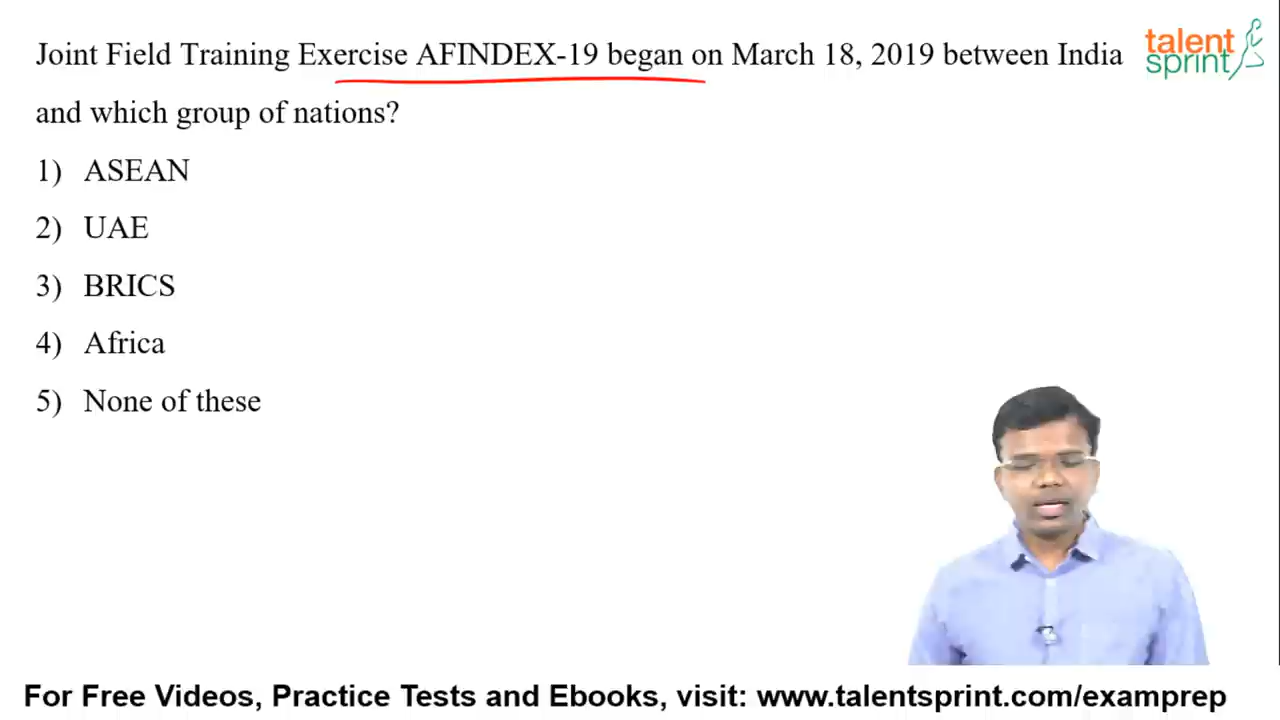 Joint Field Training Exercise AFINDEX-19 began on March 18, 2019 between India
and which group of nations?
1) ASEAN
2) UAE
3) BRICS
4) Africa
5) None of these
talent
sprint
For Free Videos, Practice Tests and Ebooks, visit: www.talentsprint.com/examprep